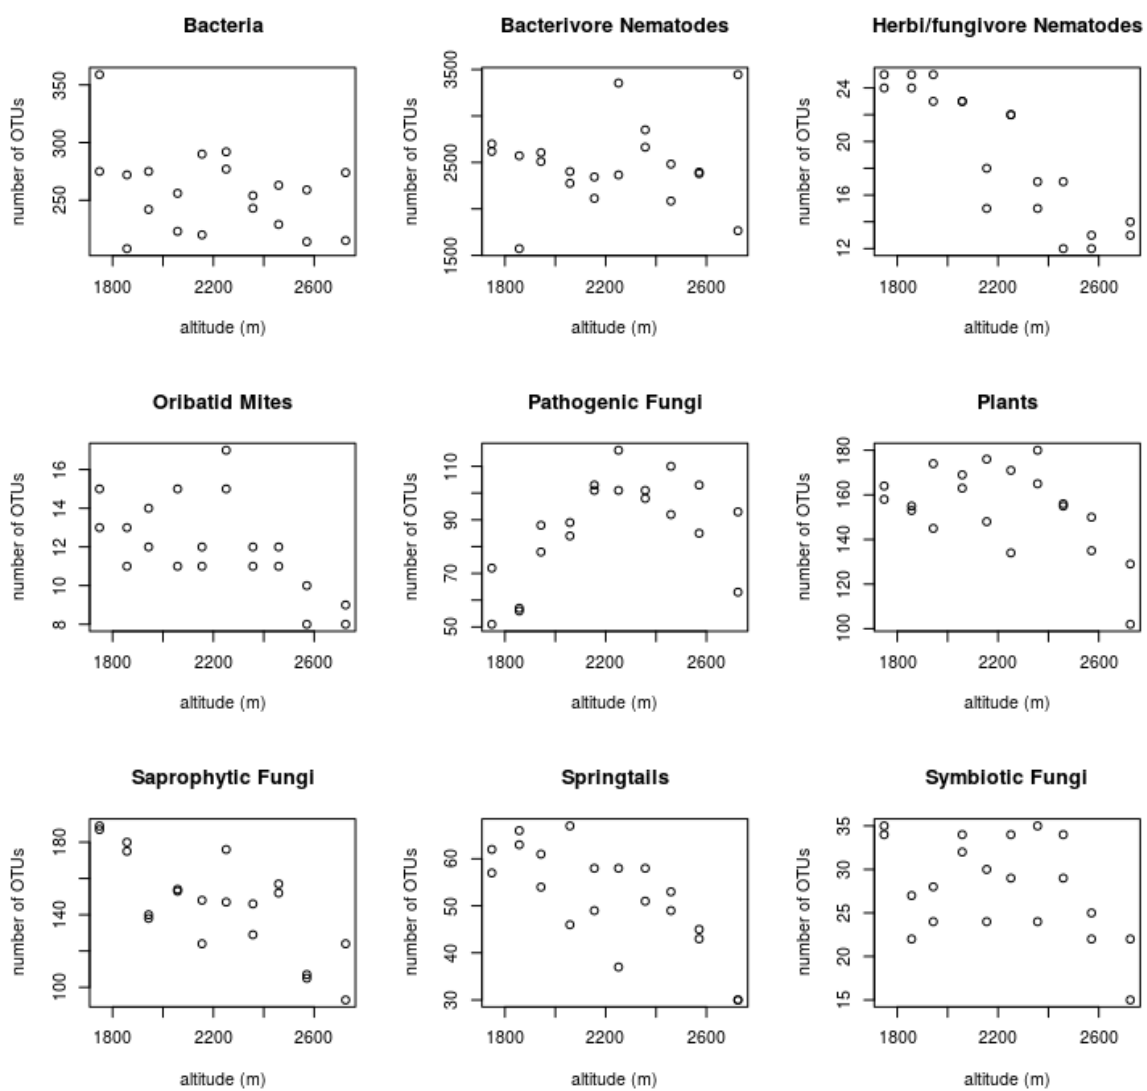 Bacteria
number of OTUs
250 300 350
1800 2200 2600
altitude (m)
Bacterivore Nematodes
number of OTUs
1500 2500 3500
1800 2200 2600
altitude (m)
Herbi/fungivore Nematodes
number of OTUs
12 16 20 24
1800 2200 2600
altitude (m)
Oribatid Mites
number of OTUs
8 10 12 14 16
1800 2200 2600
altitude (m)
Pathogenic Fungi
number of OTUs
50 70 90 110
1800 2200 2600
altitude (m)
Plants
number of OTUs
100 120 140 160 180
1800 2200 2600
altitude (m)
Saprophytic Fungi
number of OTUs
100 140 180
1800 2200 2600
altitude (m)
Springtails
number of OTUs
30 40 50 60
1800 2200 2600
altitude (m)
Symbiotic Fungi
number of OTUs
15 20 25 30 35
1800 2200 2600
altitude (m)